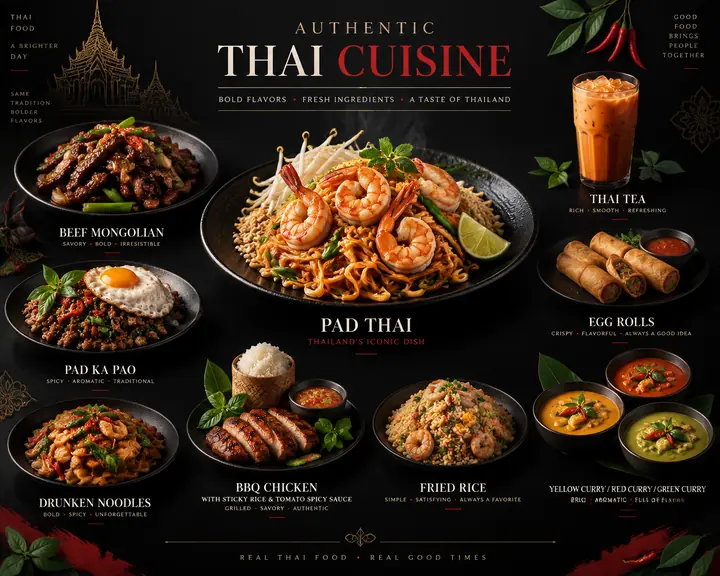 THAI
FOOD
A BRIGHTER
DAY
SAME
TRADITION
BOLDER
FLAVORS
AUTHENTIC
THAI CUISINE
BOLD FLAVORS • FRESH INGREDIENTS • A TASTE OF THAILAND
GOOD
FOOD
BRINGS
PEOPLE
TOGETHER
BEEF MONGOLIAN
SAVORY • BOLD • IRRESISTIBLE
THAI TEA
RICH • SMOOTH • REFRESHING
PAD THAI
THAILAND'S ICONIC DISH
EGG ROLLS
CRISPY • FLAVORFUL • ALWAYS A GOOD IDEA
PAD KA PAO
SPICY • AROMATIC • TRADITIONAL
DRUNKEN NOODLES
BOLD • SPICY • UNFORGETTABLE
BBQ CHICKEN
WITH STICKY RICE & TOMATO SPICY SAUCE
GRILLED • SAVORY • AUTHENTIC
FRIED RICE
SIMPLE • SATISFYING • ALWAYS A FAVORITE
YELLOW CURRY / RED CURRY / GREEN CURRY
• AROMATIC • FULL OF
REAL THAI FOOD • REAL GOOD TIMES